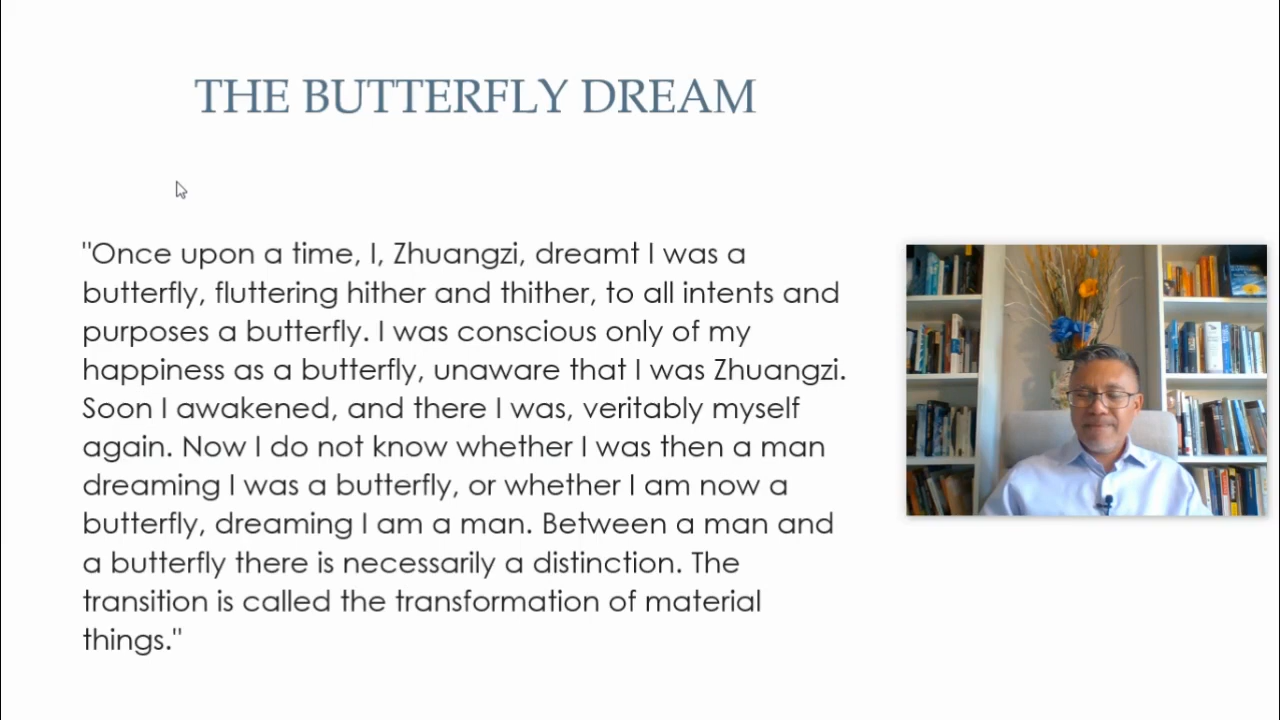 THE BUTTERFLY DREAM
"Once upon a time, I, Zhuangzi, dreamt I was a
butterfly, fluttering hither and thither, to all intents and
purposes a butterfly. I was conscious only of my
happiness as a butterfly, unaware that I was Zhuangzi.
Soon I awakened, and there I was, veritably myself
again. Now I do not know whether I was then a man
dreaming I was a butterfly, or whether I am now a
butterfly, dreaming I am a man. Between a man and
a butterfly there is necessarily a distinction. The
transition is called the transformation of material
things."